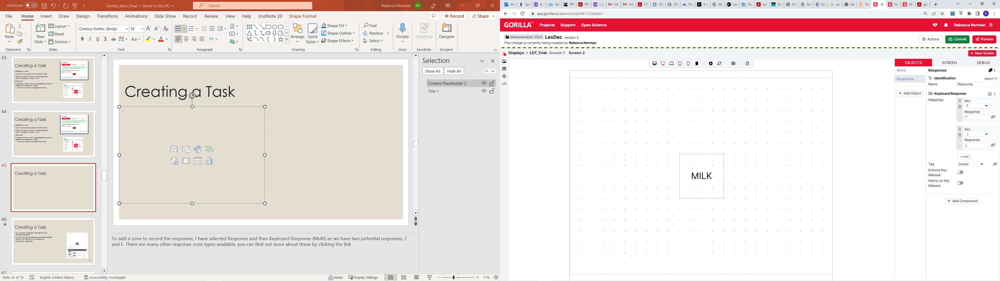 AutoSave Off Gorilla_Intro_Final • Saved to this PC Search Rebecca Norman RN
File Home Insert Draw Design Transitions Animations Slide Show Record Review View Help EndNote 20 Shape Format Record Share
Paste
Clipboard
New
Slide
Layout
Reset
Section
Slides
Century Gothic (Body) 18
Font
Paragraph
Arrange
Quick
Styles
Shape Fill
Shape Outline
Shape Effects
Drawing
Find
Replace
Select
Editing
Dictate
Voice
Sensitivity
Sensitivity
Designer
Designer
43
Creating a Task
44
Creating a Task
45
Creating a Task
46
Creating a Task
47
Creating a Task
Selection
Show All Hide All
Content Placeholder 2
Title 1
To add a zone to record the responses, I have selected Response and then Keyboard Response (Multi) as we have two potential responses, J
and F. There are many other response zone types available, you can find out more about these by clicking the link
Slide 45 of 79 English (United States) Accessibility: Investigate Notes Display Settings 71%
app.gorilla.sc/admin/task/646172/editor?
GORILLA™ Projects Support Open Science Rebecca Norman
Demonstration 2023 LexDec version 3 Actions Commit Preview
This change is currently being created by Rebecca Norman
Displays > LDT_Trial: Screen 1 Screen 2 + New Screen
OBJECTS SCREEN DEBUG
Word
Response
+ Add Object
Response
Identification object-11
Name Response
Keyboard Response
Mappings
Key
F
Response
f
Key
J
Response
j
+Add
Tag (none)
Enforce Key
Release
Metric on Key
Release
+ Add Component
MILK